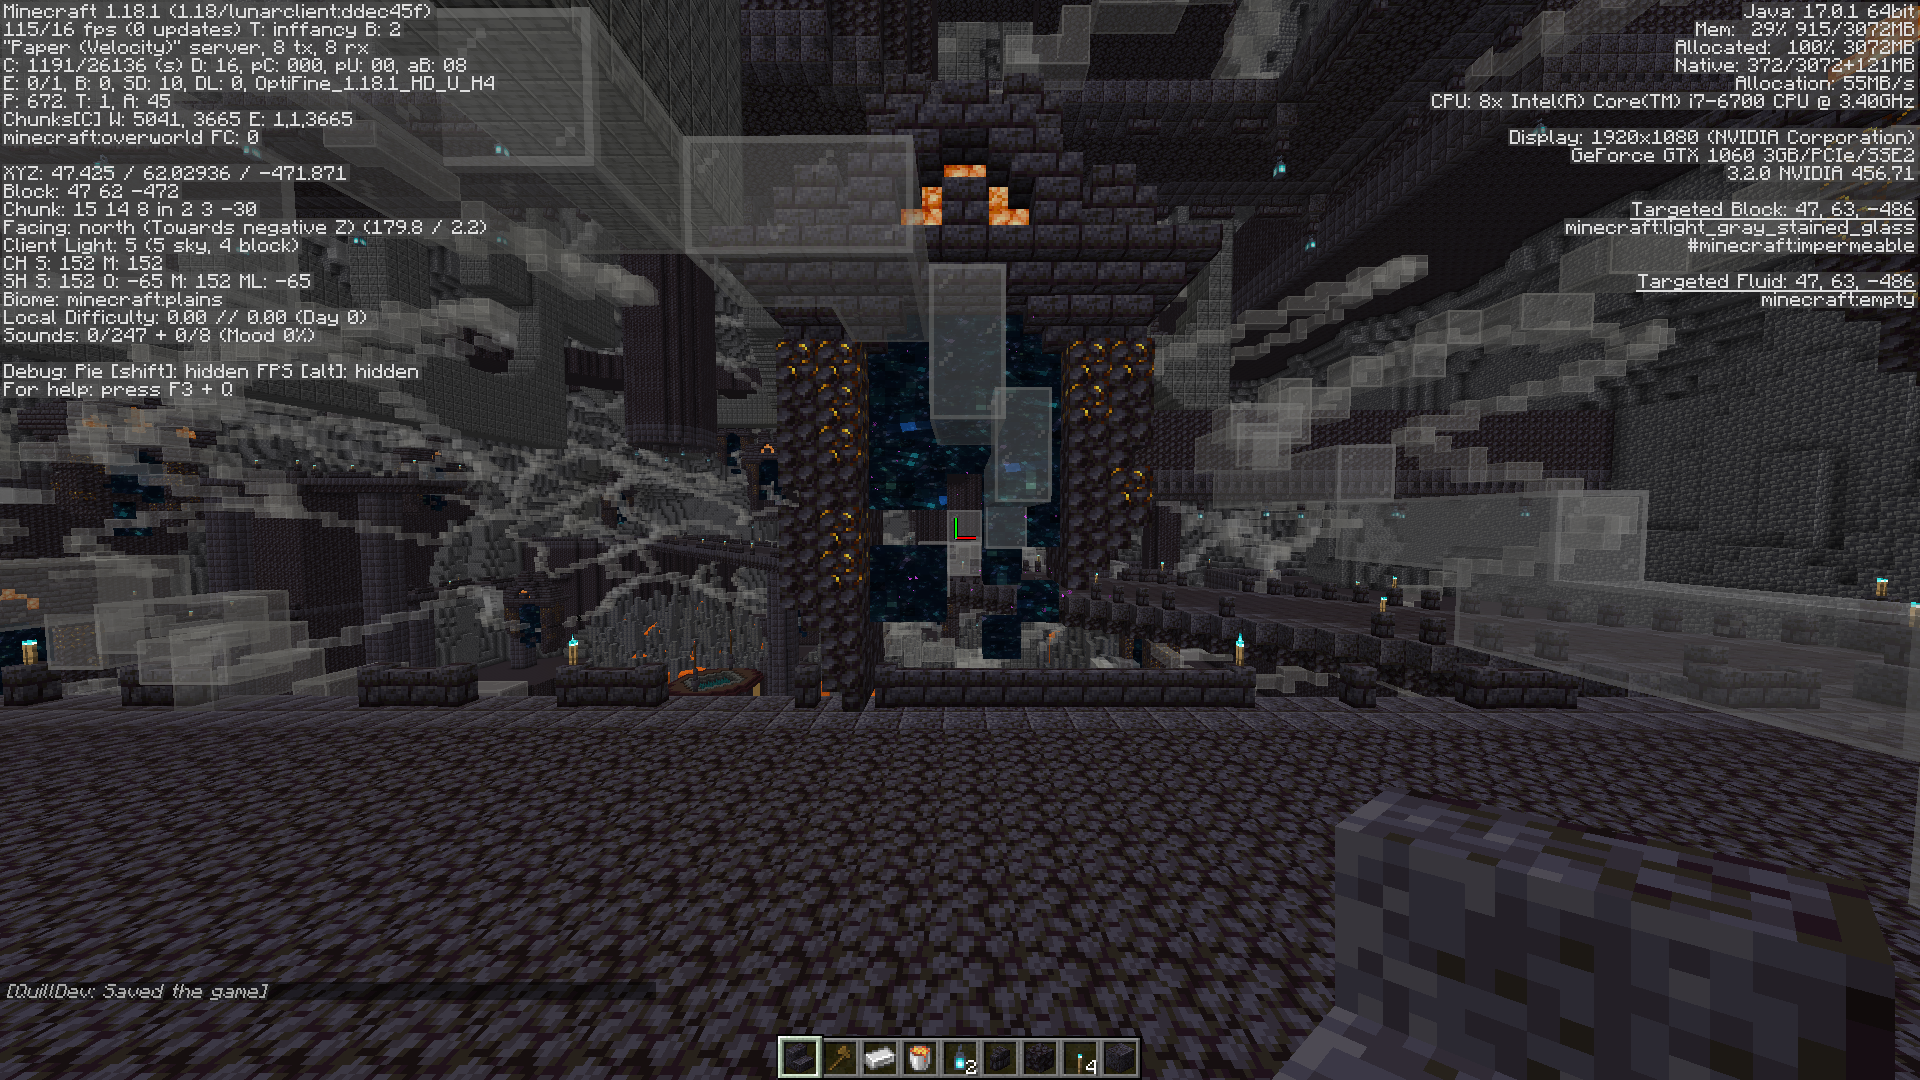 Minecraft 1.18.1 (1.18/lunarclient:ddec45f)
115/16 fps (0 updates) T: inffancy B: 2
"Paper (Velocity)" server, 8 tx, 8 rx
C: 1191/26136 (s) D: 16, pC: 000, pU: 00, aB: 08
E: 0/1, B: 0, SD: 10, DL: 0, OptiFine_1.18.1_HD_U_H4
P: 672. T: 1, A: 45
Chunks[C] W: 5041, 3665 E: 1,1,3665
minecraft:overworld FC: 0
XYZ: 47.425 / 62.02936 / -471.871
Block: 47 62 -472
Chunk: 15 14 8 in 2 3 -30
Facing: north (Towards negative Z) (179.8 / 2.2)
Client Light: 5 (5 sky, 4 block)
CH S: 152 M: 152
SH S: 152 O: -65 M: 152 ML: -65
Biome: minecraft:plains
Local Difficulty: 0.00 // 0.00 (Day 0)
Sounds: 0/247 + 0/8 (Mood 0%)
Debug: Pie [shift]: hidden FPS [alt]: hidden
For help: press F3 + Q
Java: 17.0.1 64bit
Mem: 29% 915/3072MB
Allocated: 100% 3072MB
Native: 372/3072+121MB
Allocation: 55MB/s
CPU: 8x Intel(R) Core(TM) i7-6700 CPU @ 3.40GHz
Display: 1920x1080 (NVIDIA Corporation)
GeForce GTX 1060 3GB/PCIe/SSE2
3.2.0 NVIDIA 456.71
Targeted Block: 47, 63, -486
minecraft:light_gray_stained_glass
#minecraft:impermeable
Targeted Fluid: 47, 63, -486
minecraft:empty
[QuillDev: Saved the game]
2
4